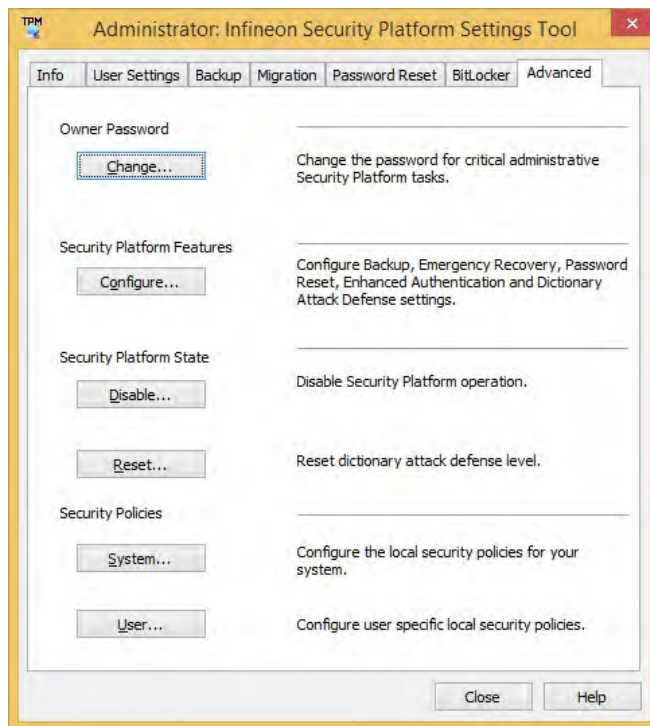 TPM
Administrator: Infineon Security Platform Settings Tool
Info User Settings Backup Migration Password Reset BitLocker Advanced
Owner Password
Change...
Change the password for critical administrative
Security Platform tasks.
Security Platform Features
Configure...
Configure Backup, Emergency Recovery, Password
Reset, Enhanced Authentication and Dictionary
Attack Defense settings.
Security Platform State
Disable...
Disable Security Platform operation.
Reset...
Reset dictionary attack defense level.
Security Policies
System...
Configure the local security policies for your
system.
User...
Configure user specific local security policies.
Close Help